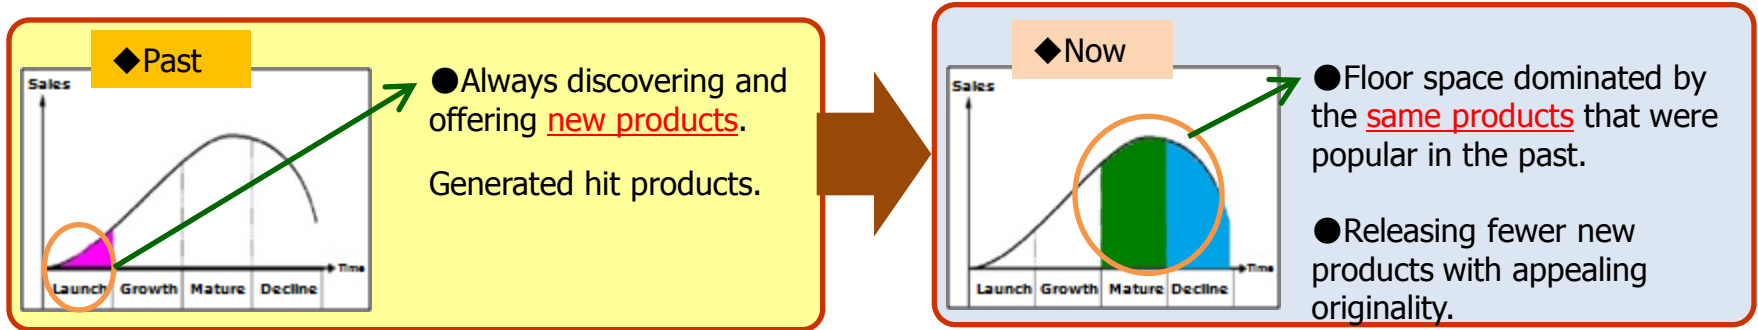 ◆Past
Sales
Time
Launch Growth Mature Decline
●Always discovering and
offering new products.
Generated hit products.
◆Now
Sales
Time
Launch Growth Mature Decline
●Floor space dominated by
the same products that were
popular in the past.
●Releasing fewer new
products with appealing
originality.